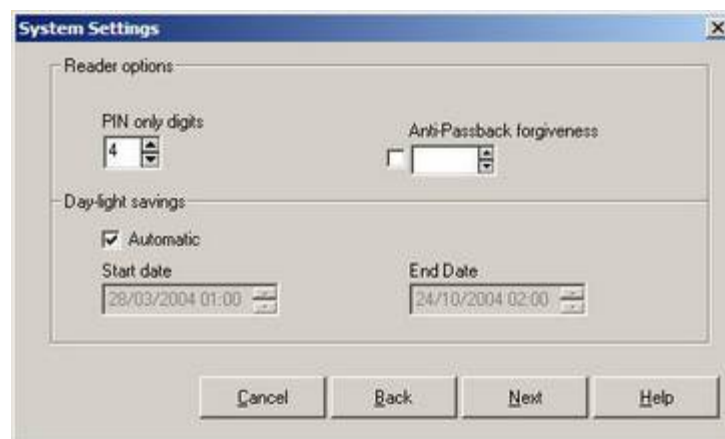 System Settings
Reader options
PIN only digits
Anti-Passback forgiveness
4
Day-light savings
Automatic
Start date
End Date
28/03/2004 01:00
24/10/2004 02:00
Cancel
Back
Next
Help